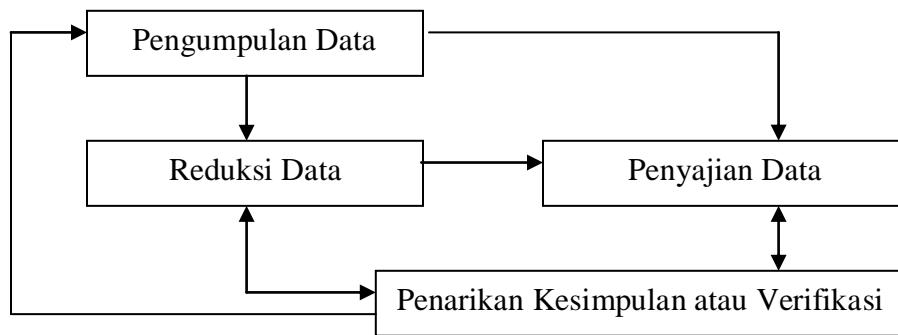 Pengumpulan Data
Reduksi Data
Penyajian Data
Penarikan Kesimpulan atau Verifikasi